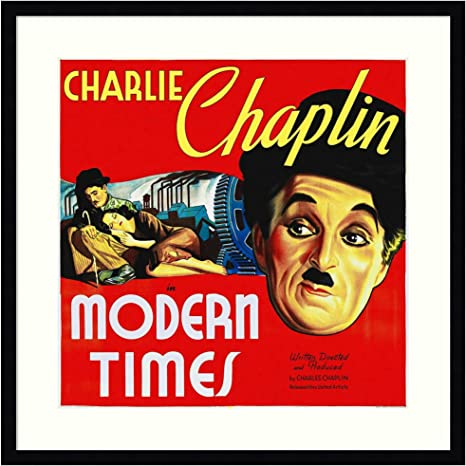 CHARLIE
Chaplin
in
MODERN
TIMES
Written, Directed
and Produced
by CHARLES CHAPLIN
Released thru United Artists